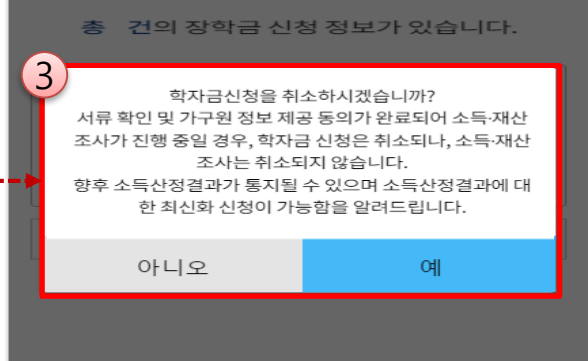 총 건의 장학금 신청 정보가 있습니다.
3
학자금신청을 취소하시겠습니까?
서류 확인 및 가구원 정보 제공 동의가 완료되어 소득·재산
조사가 진행 중일 경우, 학자금 신청은 취소되나, 소득·재산
조사는 취소되지 않습니다.
향후 소득산정결과가 통지될 수 있으며 소득산정결과에 대
한 최신화 신청이 가능함을 알려드립니다.
아니오 예